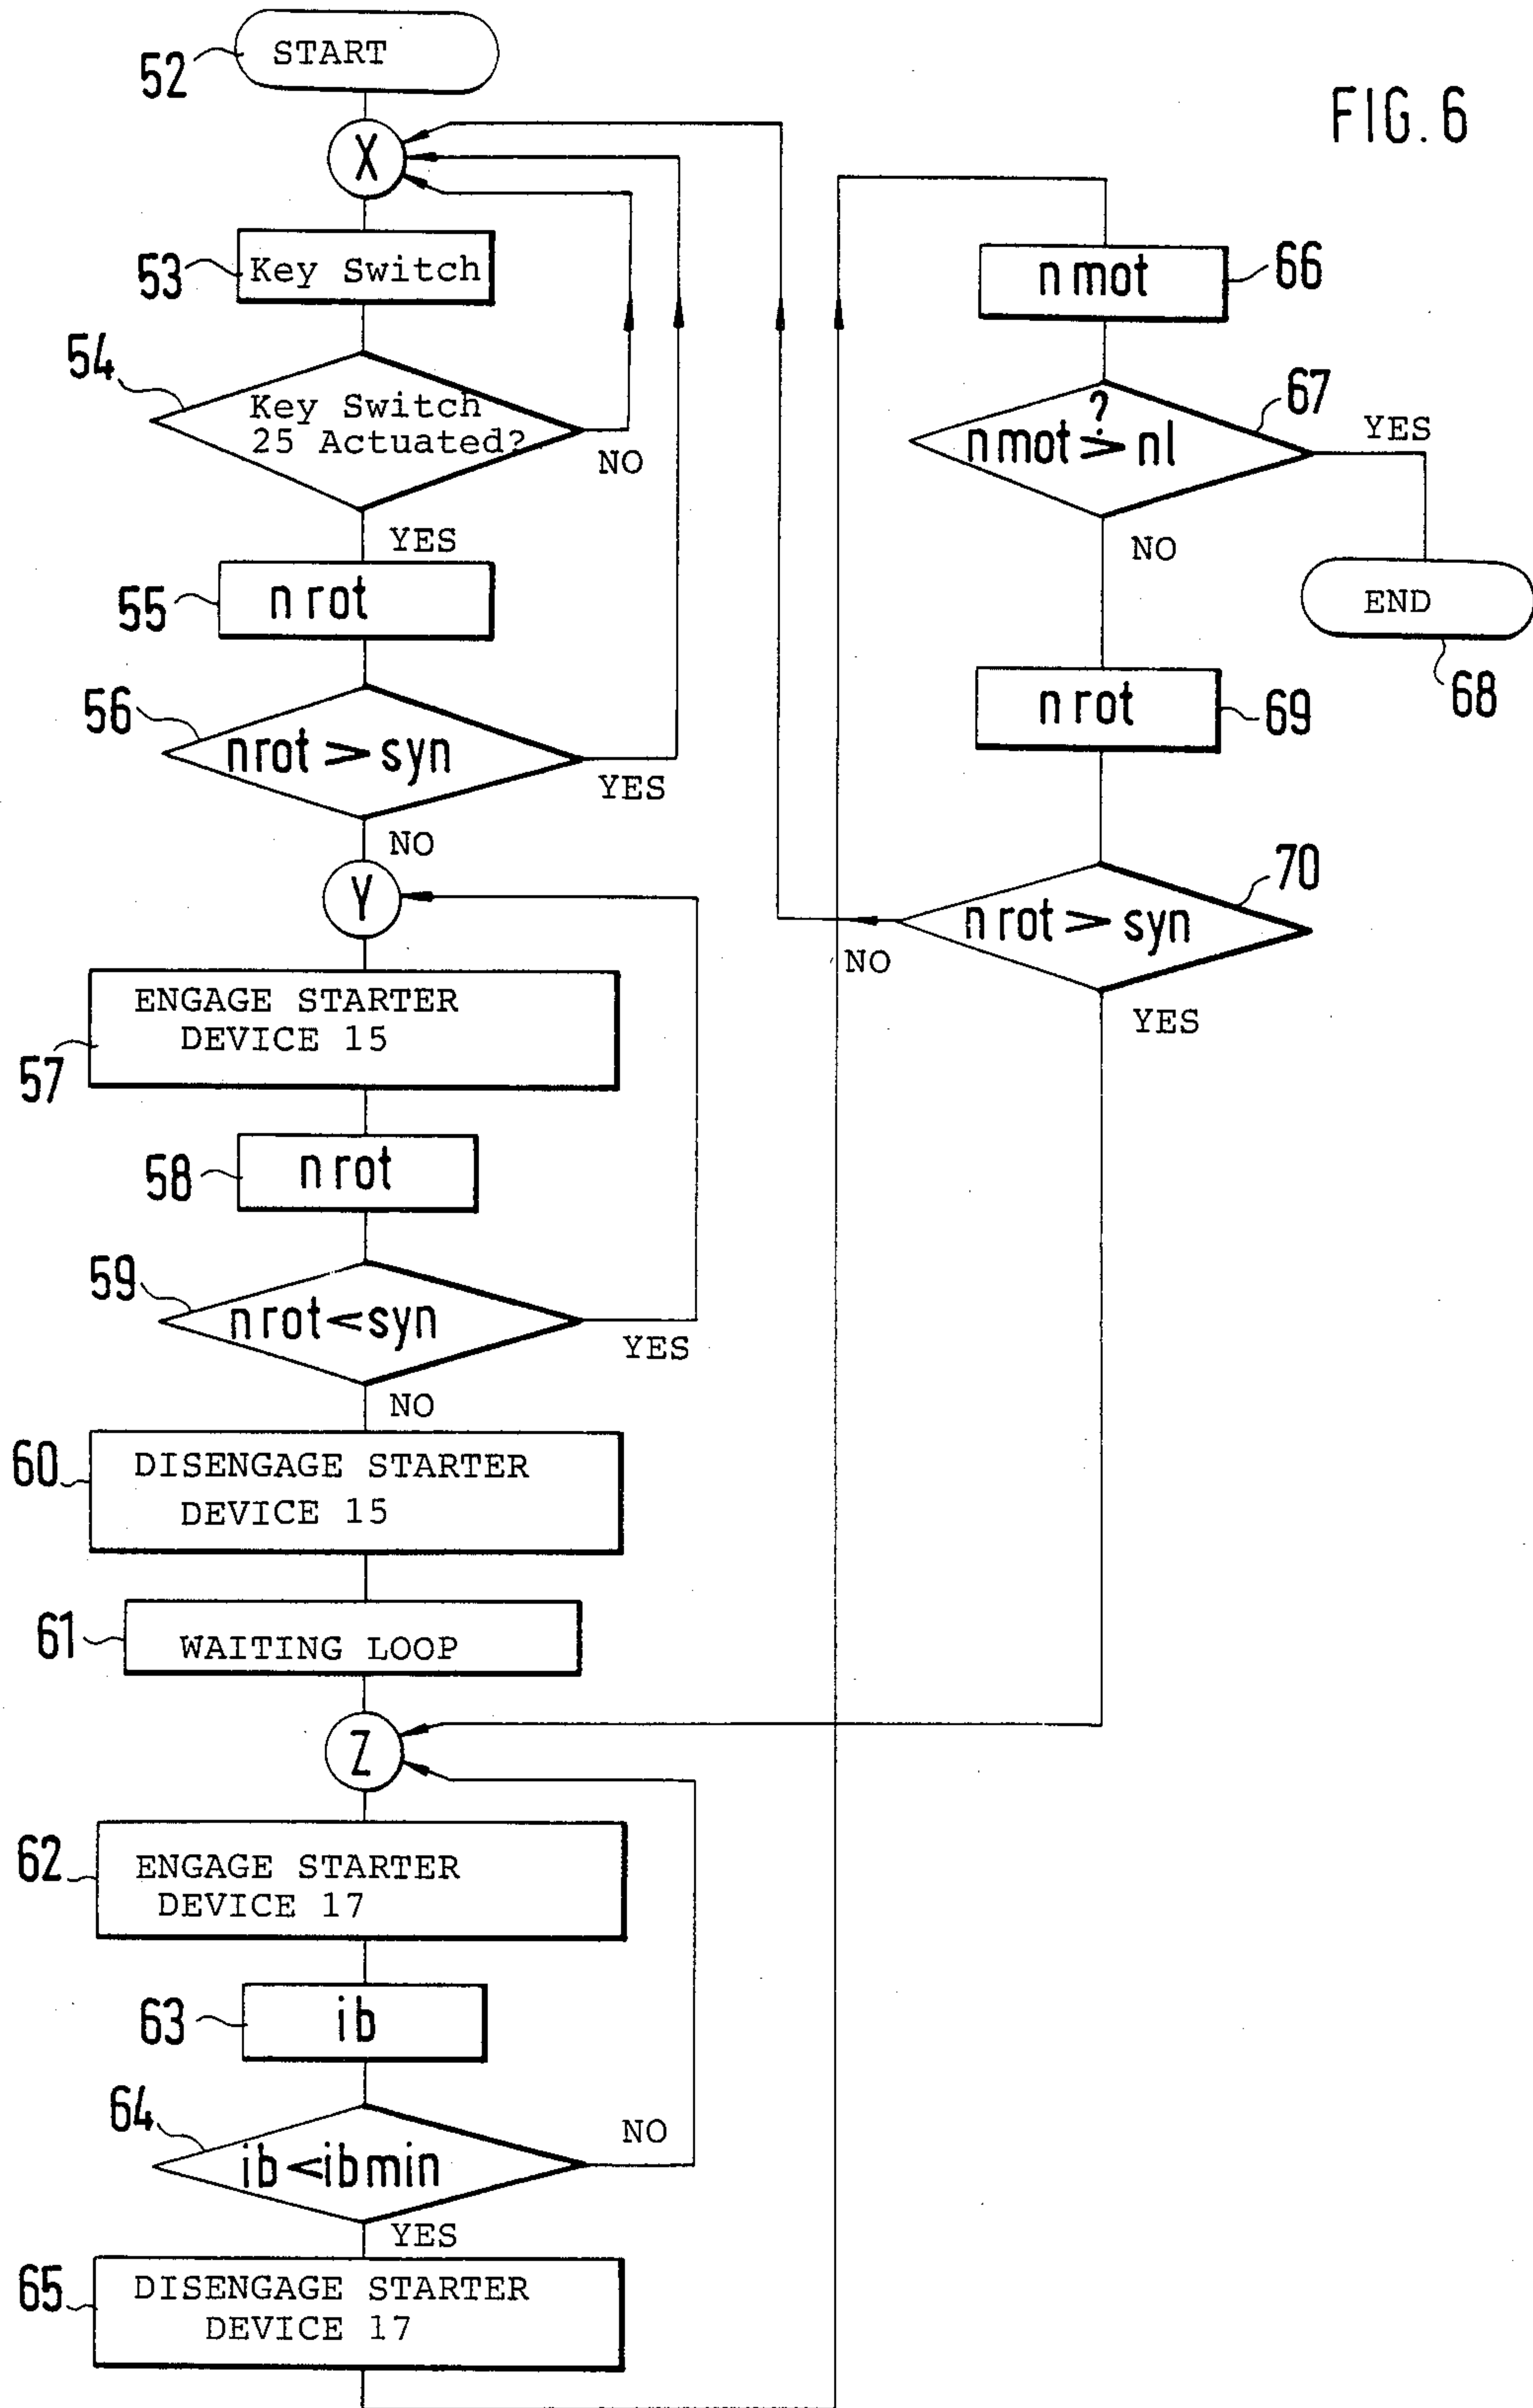 FIG. 6
52
START
X
53
Key Switch
54
Key Switch
25 Actuated?
NO
YES
55
n rot
56
nrot > syn
YES
NO
Y
57
ENGAGE STARTER
DEVICE 15
58
n rot
59
n rot < syn
YES
NO
60
DISENGAGE STARTER
DEVICE 15
61
WAITING LOOP
Z
62
ENGAGE STARTER
DEVICE 17
63
ib
64
ib < ibmin
NO
YES
65
DISENGAGE STARTER
DEVICE 17
n mot
66
?
n mot > nl
67
YES
NO
END
68
n rot
69
n rot > syn
70
NO
YES